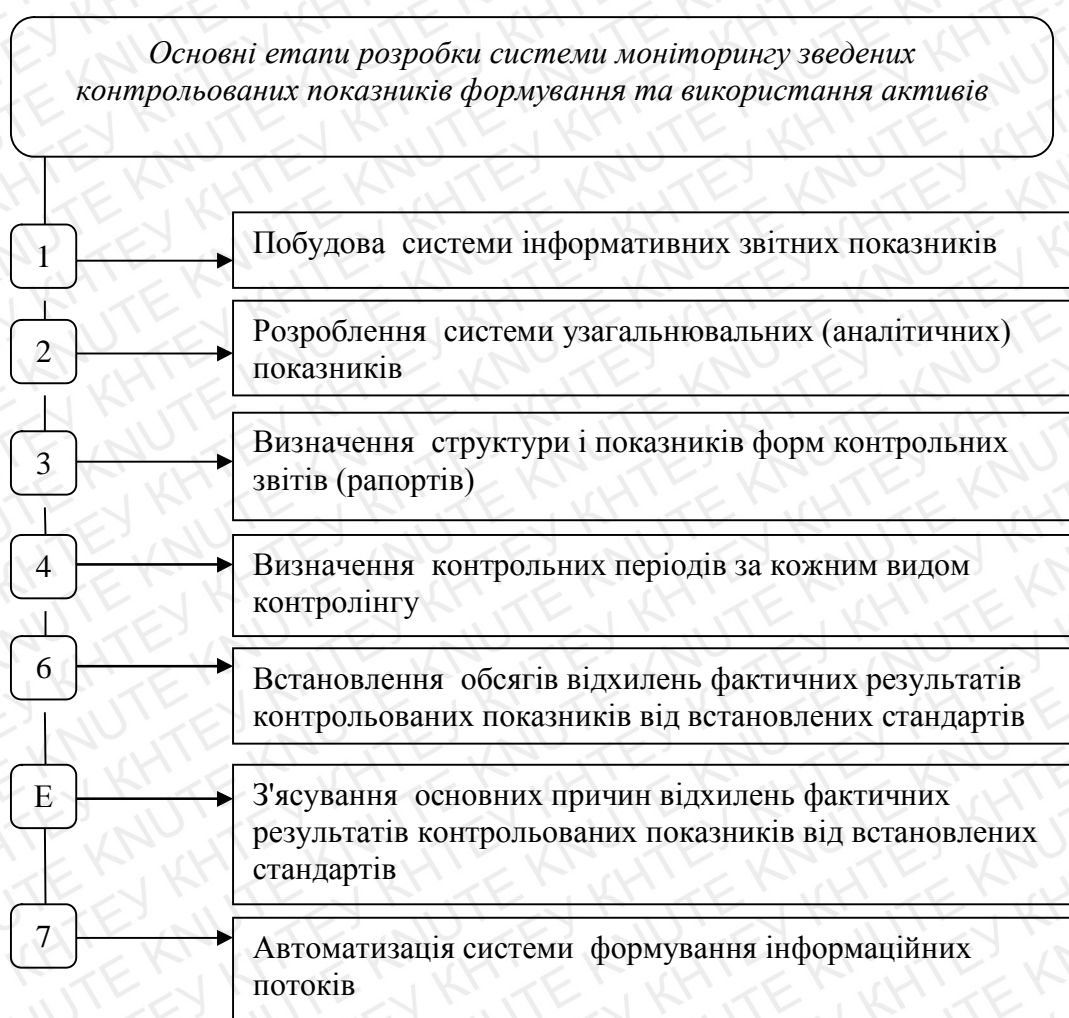 Основні етапи розробки системи моніторингу зведених
контрольованих показників формування та використання активів
1
Побудова системи інформативних звітних показників
2
Розроблення системи узагальнювальних (аналітичних)
показників
3
Визначення структури і показників форм контрольних
звітів (рапортів)
4
Визначення контрольних періодів за кожним видом
контролінгу
6
Встановлення обсягів відхилень фактичних результатів
контрольованих показників від встановлених стандартів
Е
З'ясування основних причин відхилень фактичних
результатів контрольованих показників від встановлених
стандартів
7
Автоматизація системи формування інформаційних
потоків